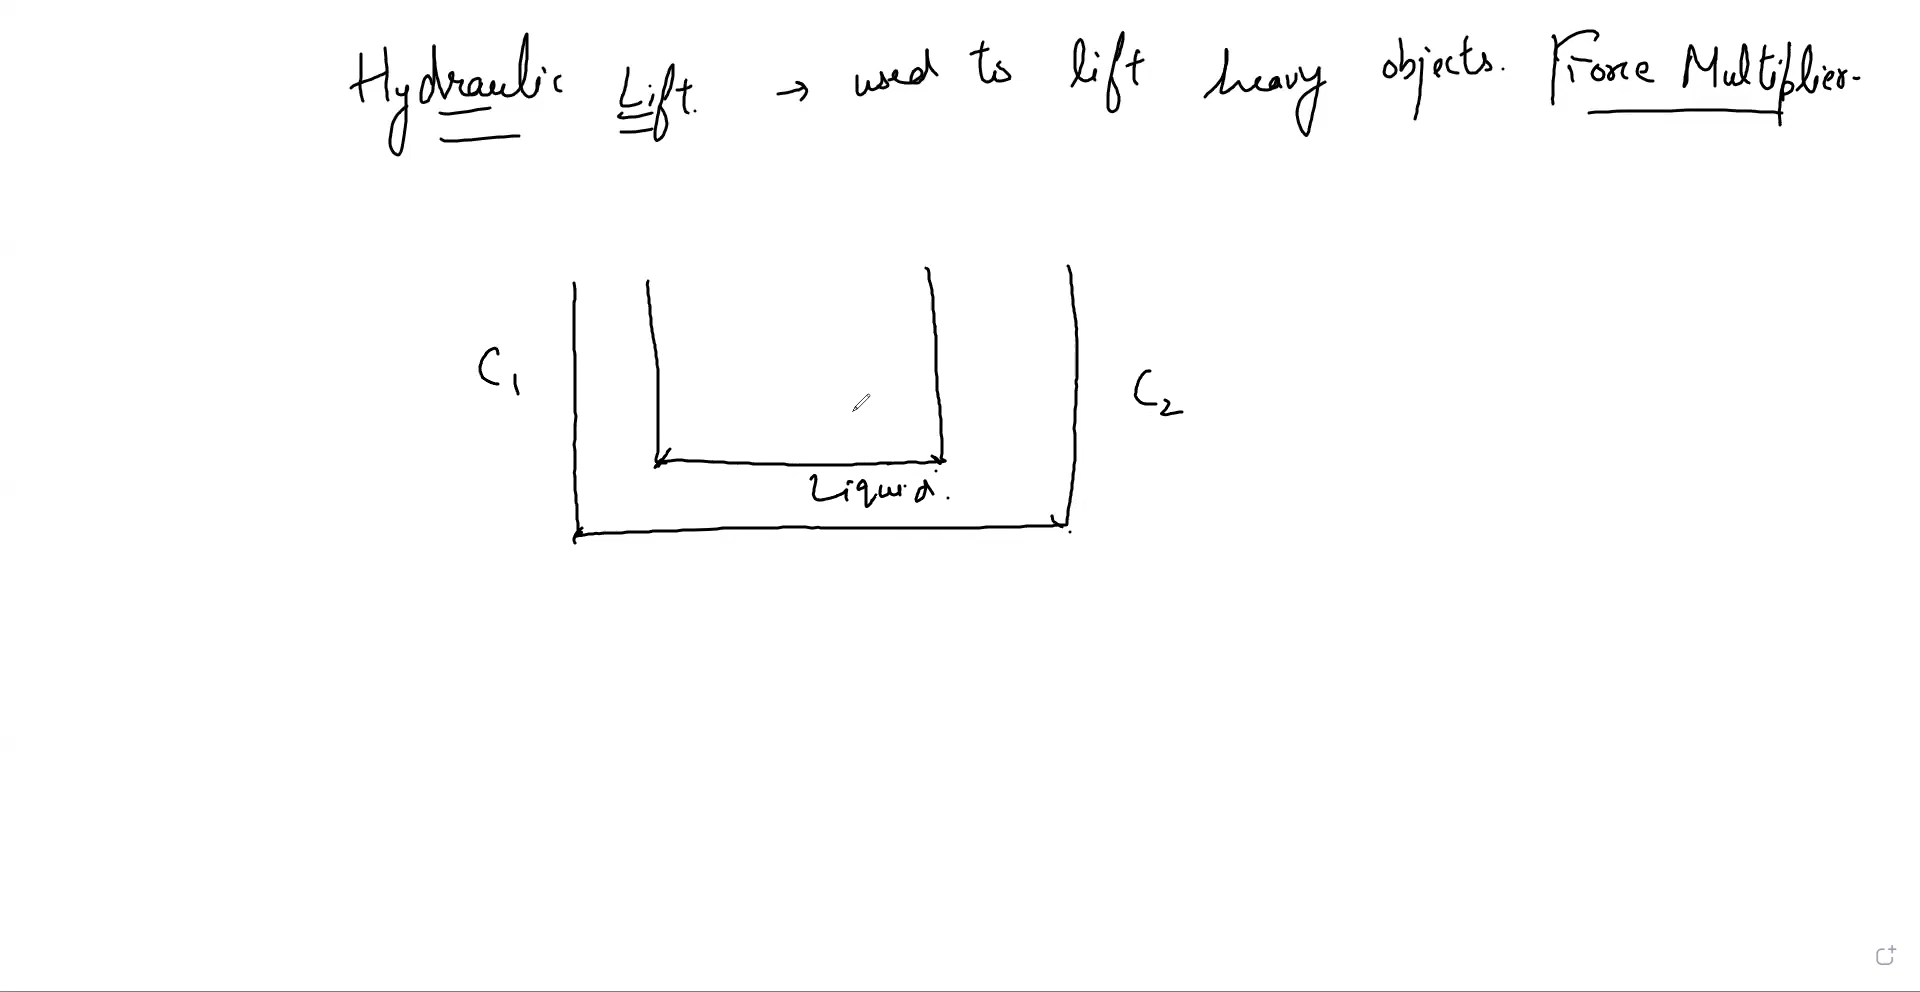 Hydraulic Lift. → used to lift heavy objects. Force Multiplier.
C₁
C₂
Liquid.